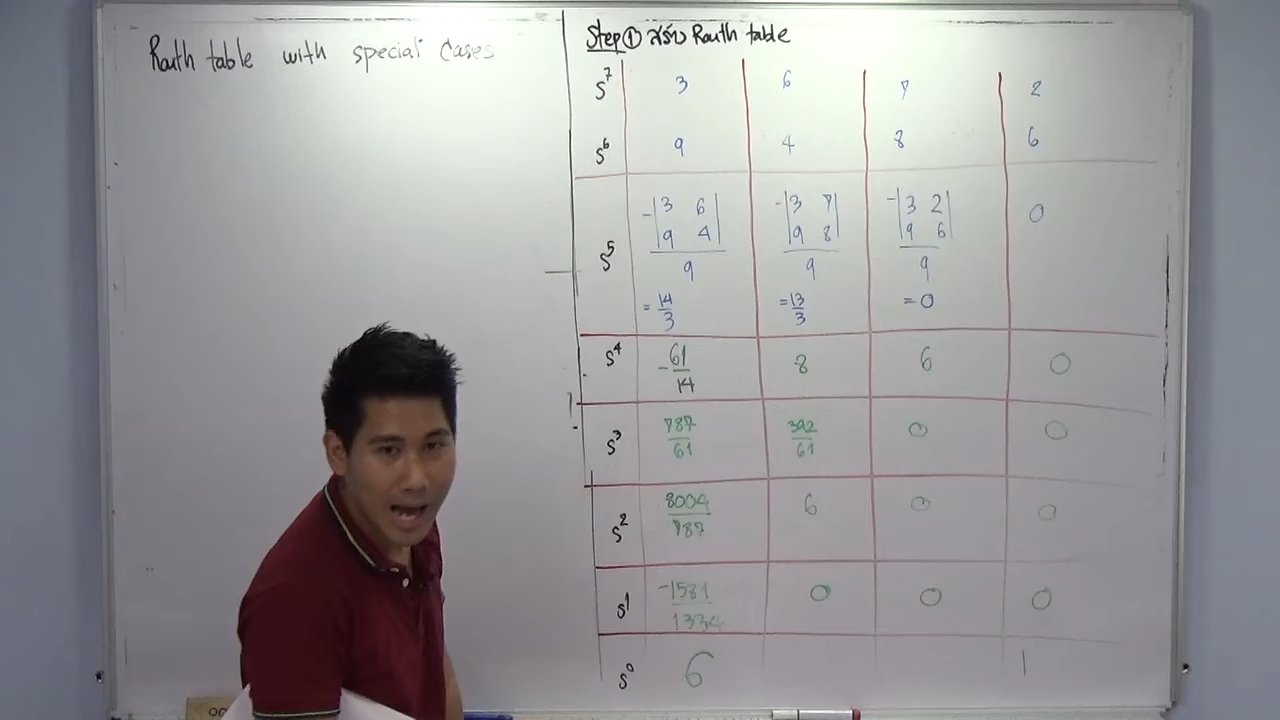 Routh table with special cases
Step① สร้าง Routh table
S⁷ 3 6 7 2
S⁶ 9 4 8 6
S⁵
-|3 6| -|3 7| -|3 2| 0
|9 4| |9 8| |9 6|
9 9 9
= 14/3 = 13/3 = 0
S⁴ -61/14 8 6 0
S³ 787/61 392/61 0 0
S² 8004/787 6 0 0
S¹ -1581/1334 0 0 0
S⁰ 6